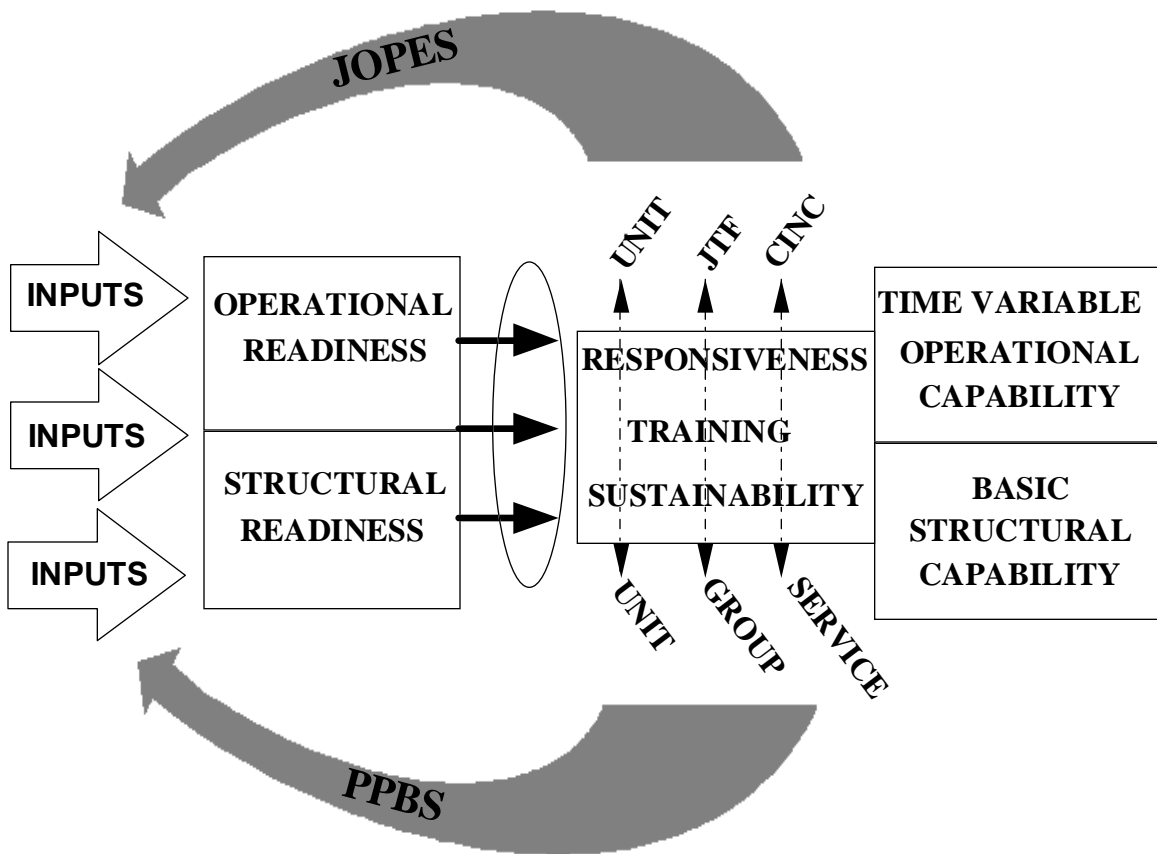 JOPES
UNIT
JTF
CINC
INPUTS
INPUTS
INPUTS
OPERATIONAL
READINESS
STRUCTURAL
READINESS
RESPONSIVENESS
TRAINING
SUSTAINABILITY
TIME VARIABLE
OPERATIONAL
CAPABILITY
BASIC
STRUCTURAL
CAPABILITY
UNIT
GROUP
SERVICE
PPBS